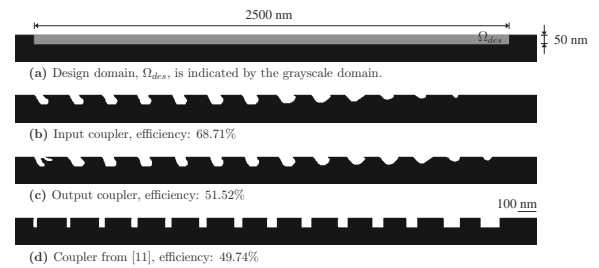 2500 nm
Ω_des
50 nm
(a) Design domain, Ω_des, is indicated by the grayscale domain.
(b) Input coupler, efficiency: 68.71%
(c) Output coupler, efficiency: 51.52%
100 nm
(d) Coupler from [11], efficiency: 49.74%